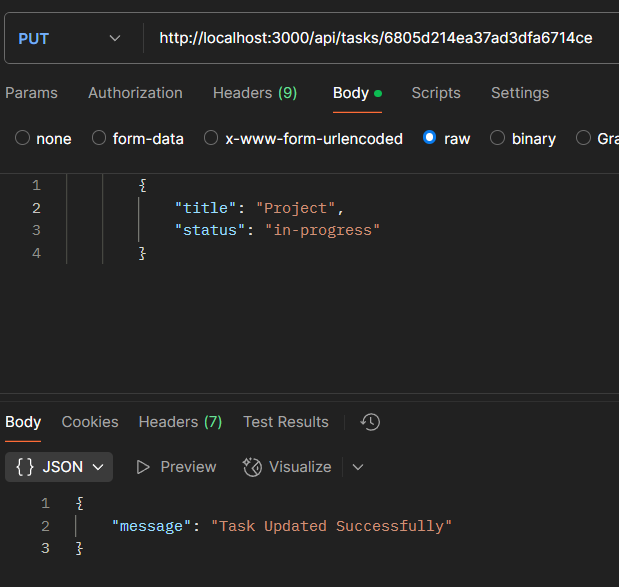 PUT http://localhost:3000/api/tasks/6805d214ea37ad3dfa6714ce
Params Authorization Headers (9) Body Scripts Settings
none form-data x-www-form-urlencoded raw binary Gra
1 {
2 "title": "Project",
3 "status": "in-progress"
4 }
Body Cookies Headers (7) Test Results
{} JSON Preview Visualize
1 {
2 "message": "Task Updated Successfully"
3 }